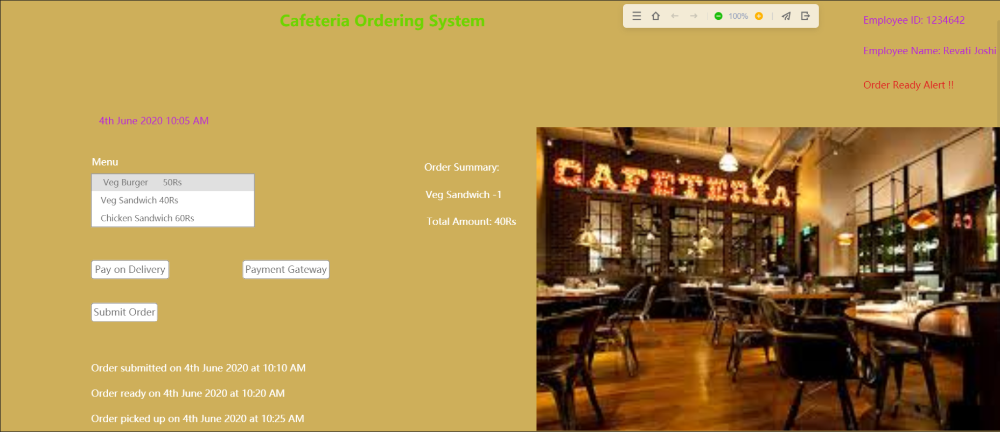 Cafeteria Ordering System
100%
Employee ID: 1234642
Employee Name: Revati Joshi
Order Ready Alert !!
4th June 2020 10:05 AM
Menu
Veg Burger 50Rs
Veg Sandwich 40Rs
Chicken Sandwich 60Rs
Order Summary:
Veg Sandwich -1
Total Amount: 40Rs
CAFETERIA
CA
Pay on Delivery
Payment Gateway
Submit Order
Order submitted on 4th June 2020 at 10:10 AM
Order ready on 4th June 2020 at 10:20 AM
Order picked up on 4th June 2020 at 10:25 AM